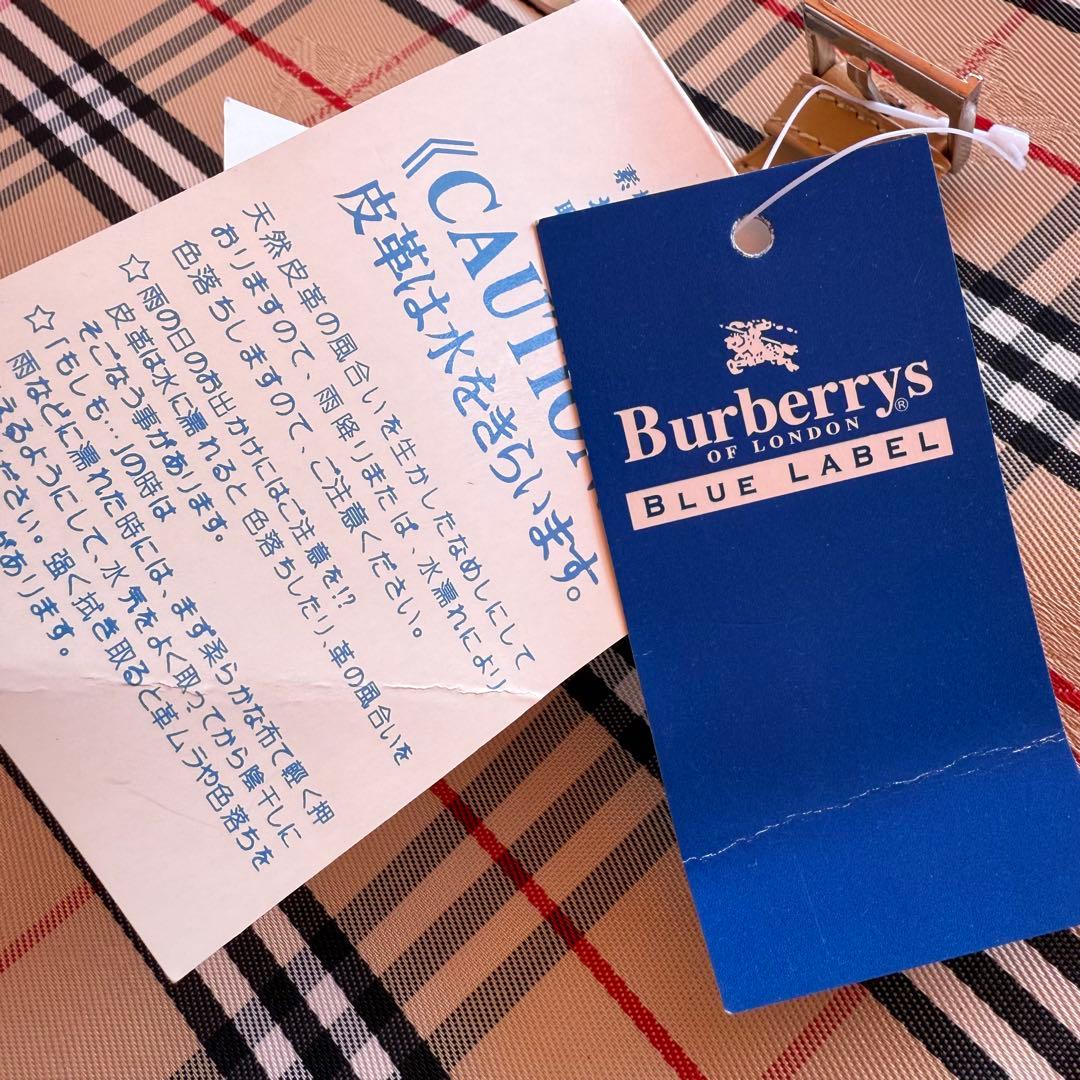 《CAUTION
皮革は水をきらいます。
天然皮革の風合いを生かしたなめしにして
おりますので、雨降りまたは、水濡れにより
色落ちしますので、ご注意ください。
☆雨の日のお出かけにはご注意を!?
皮革は水に濡れると 色落ちしたり、革の風合いを
そこなう事があります。
☆「もしも…」の時は
雨などに濡れた時には、まず柔らかな布で軽く押
えるようにして、水気をよく取ってから陰干しに
ださい。強く拭き取ると革ムラや色落ちを
があります。
Burberrys®
OF LONDON
BLUE LABEL